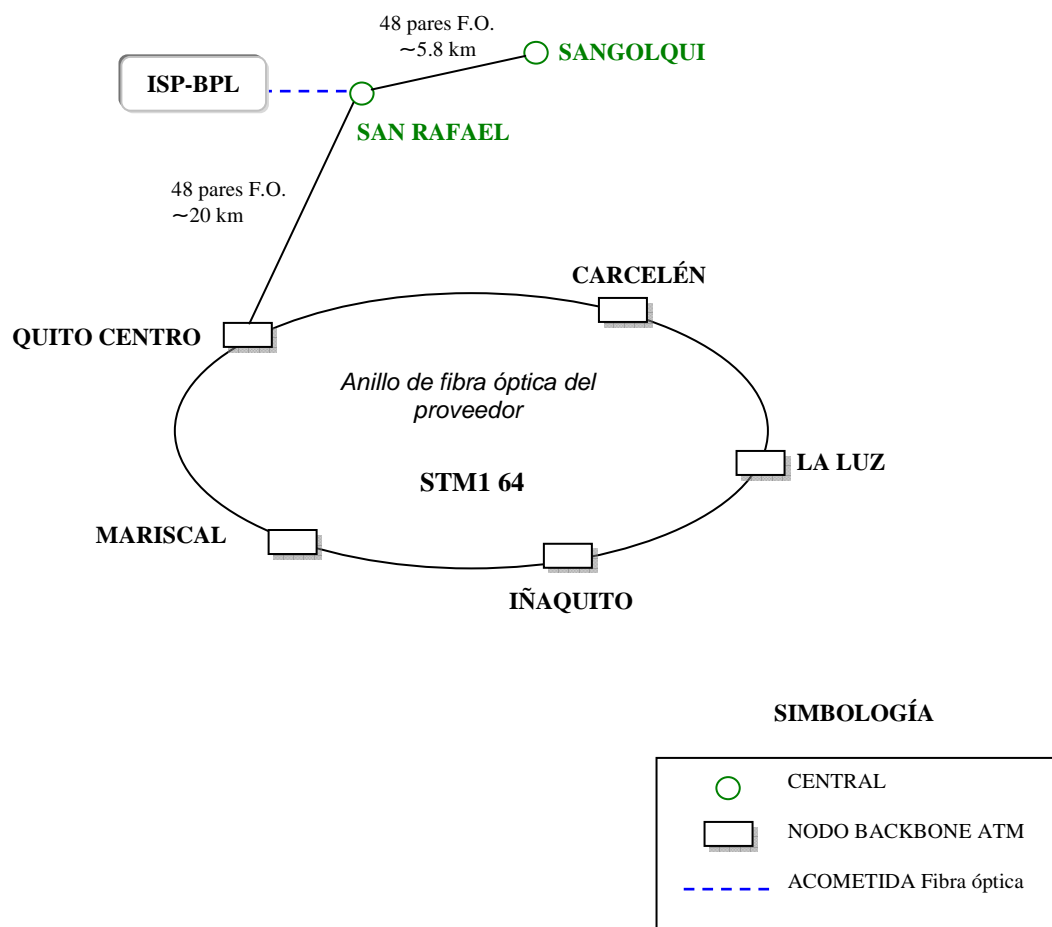 48 pares F.O.
~5.8 km
SANGOLQUI
ISP-BPL
SAN RAFAEL
48 pares F.O.
~20 km
CARCELÉN
QUITO CENTRO
Anillo de fibra óptica del
proveedor
LA LUZ
STM1 64
MARISCAL
IÑAQUITO
SIMBOLOGÍA
CENTRAL
NODO BACKBONE ATM
ACOMETIDA Fibra óptica